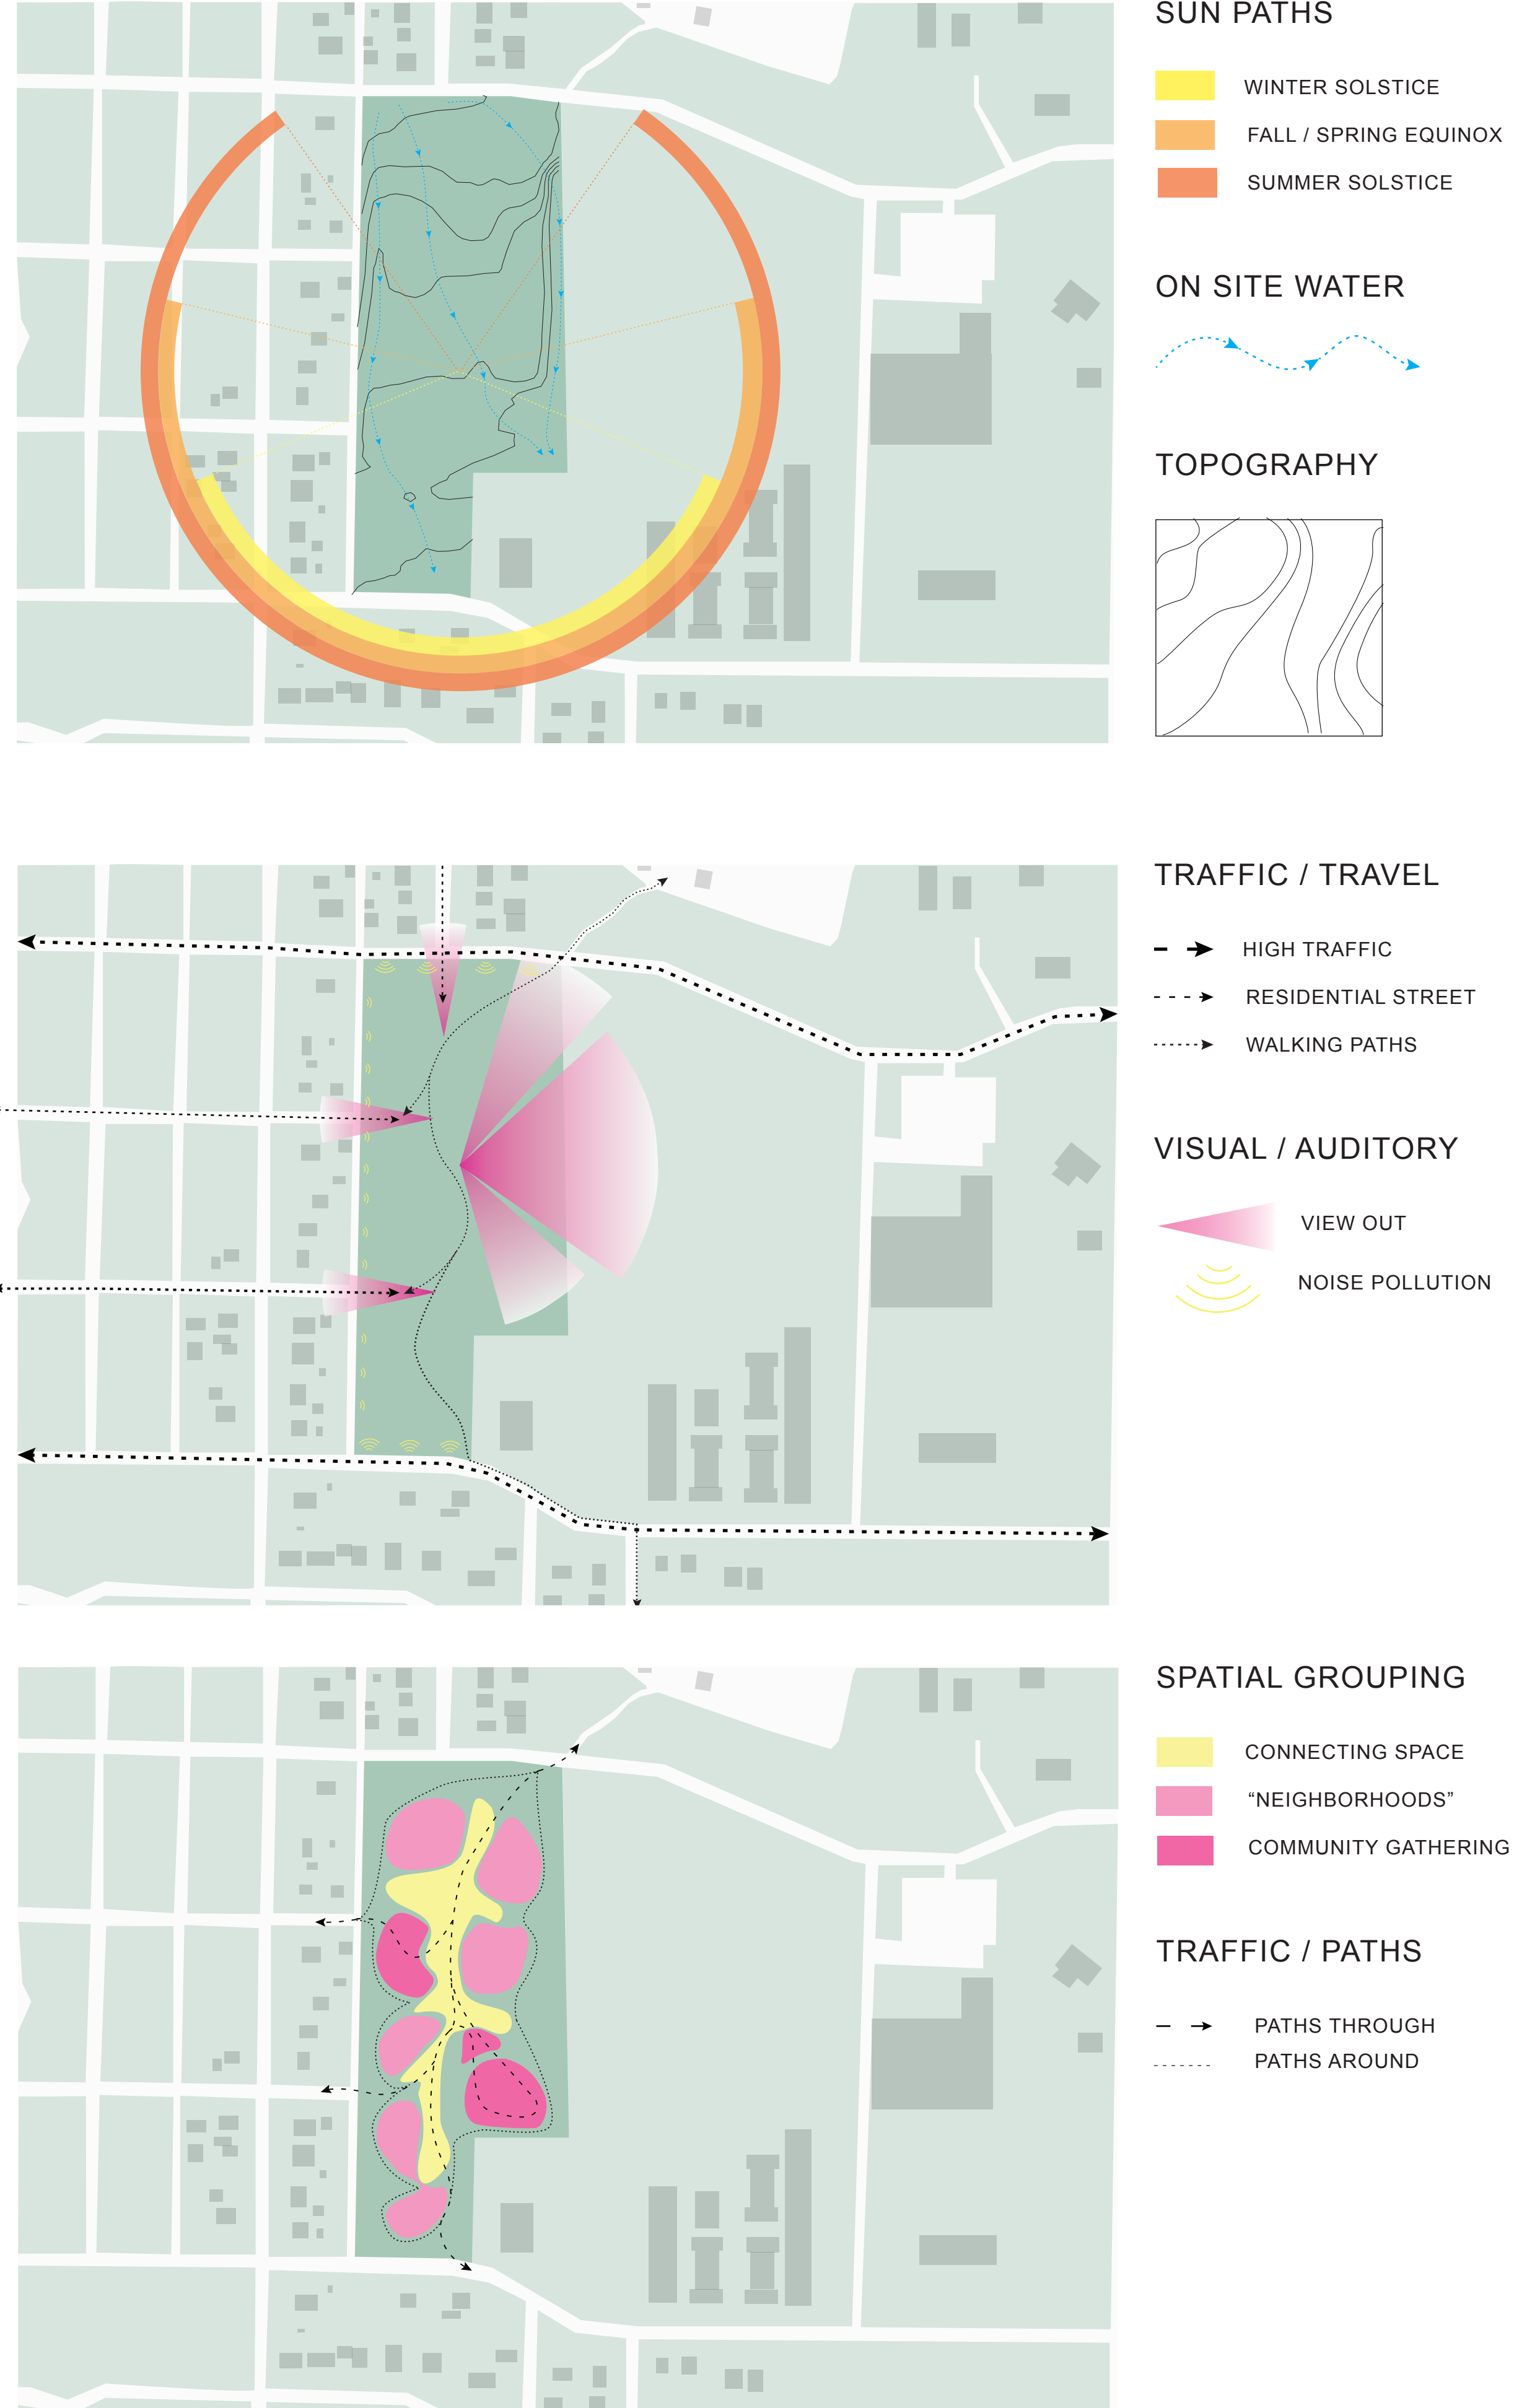 SUN PATHS
WINTER SOLSTICE
FALL / SPRING EQUINOX
SUMMER SOLSTICE
ON SITE WATER
TOPOGRAPHY
TRAFFIC / TRAVEL
HIGH TRAFFIC
RESIDENTIAL STREET
WALKING PATHS
VISUAL / AUDITORY
VIEW OUT
NOISE POLLUTION
SPATIAL GROUPING
CONNECTING SPACE
“NEIGHBORHOODS”
COMMUNITY GATHERING
TRAFFIC / PATHS
PATHS THROUGH
PATHS AROUND